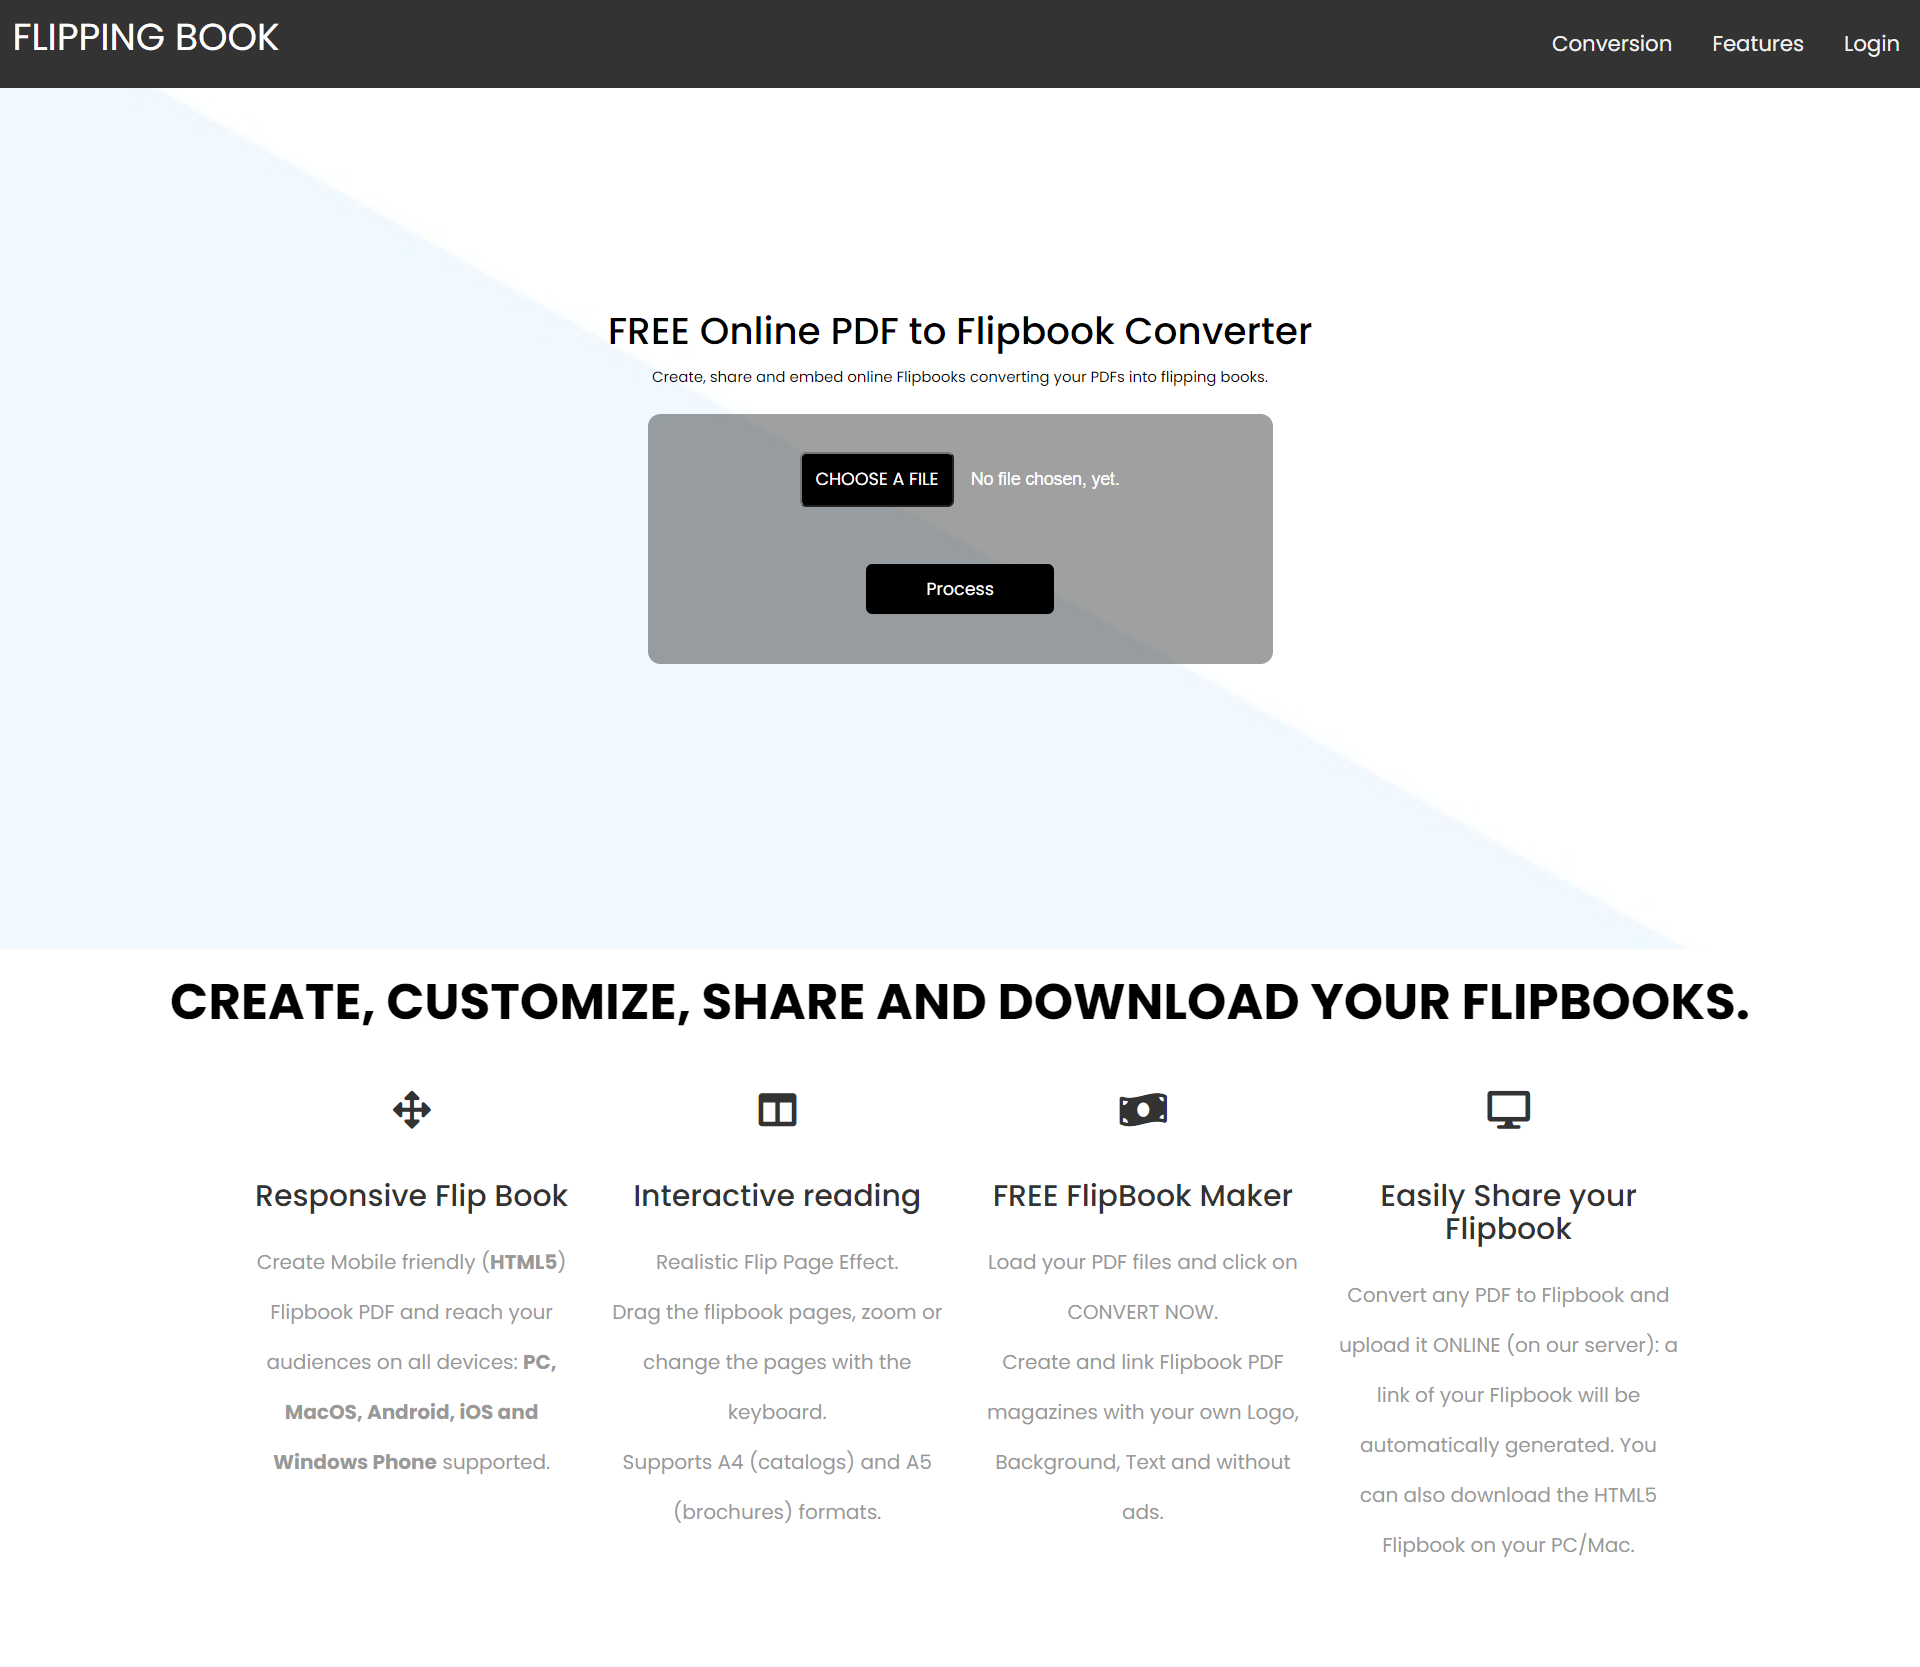 FLIPPING BOOK
Conversion
Features
Login
FREE Online PDF to Flipbook Converter
Create, share and embed online Flipbooks converting your PDFs into flipping books.
CHOOSE A FILE
No file chosen, yet.
Process
CREATE, CUSTOMIZE, SHARE AND DOWNLOAD YOUR FLIPBOOKS.
Responsive Flip Book
Create Mobile friendly (HTML5)
Flipbook PDF and reach your
audiences on all devices: PC,
MacOS, Android, iOS and
Windows Phone supported.
Interactive reading
Realistic Flip Page Effect.
Drag the flipbook pages, zoom or
change the pages with the
keyboard.
Supports A4 (catalogs) and A5
(brochures) formats.
FREE FlipBook Maker
Load your PDF files and click on
CONVERT NOW.
Create and link Flipbook PDF
magazines with your own Logo,
Background, Text and without
ads.
Easily Share your
Flipbook
Convert any PDF to Flipbook and
upload it ONLINE (on our server): a
link of your Flipbook will be
automatically generated. You
can also download the HTML5
Flipbook on your PC/Mac.